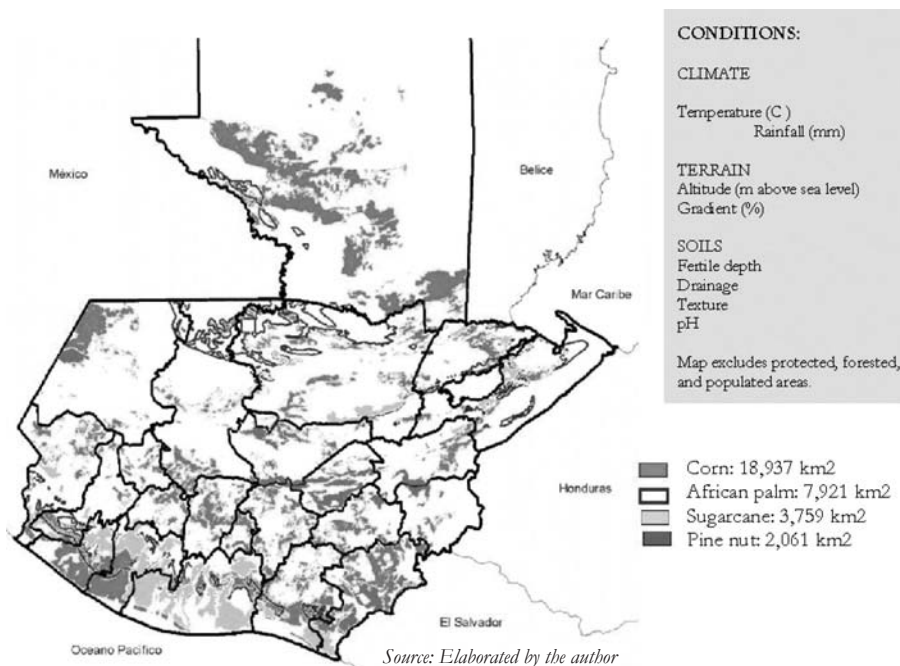 CONDITIONS:
CLIMATE
Temperature (C )
Rainfall (mm)
TERRAIN
Altitude (m above sea level)
Gradient (%)
SOILS
Fertile depth
Drainage
Texture
pH
Map excludes protected, forested,
and populated areas.
México
Belice
Mar Caribe
Honduras
Corn: 18,937 km2
African palm: 7,921 km2
Sugarcane: 3,759 km2
Pine nut: 2,061 km2
El Salvador
Oceano Pacífico
Source: Elaborated by the author